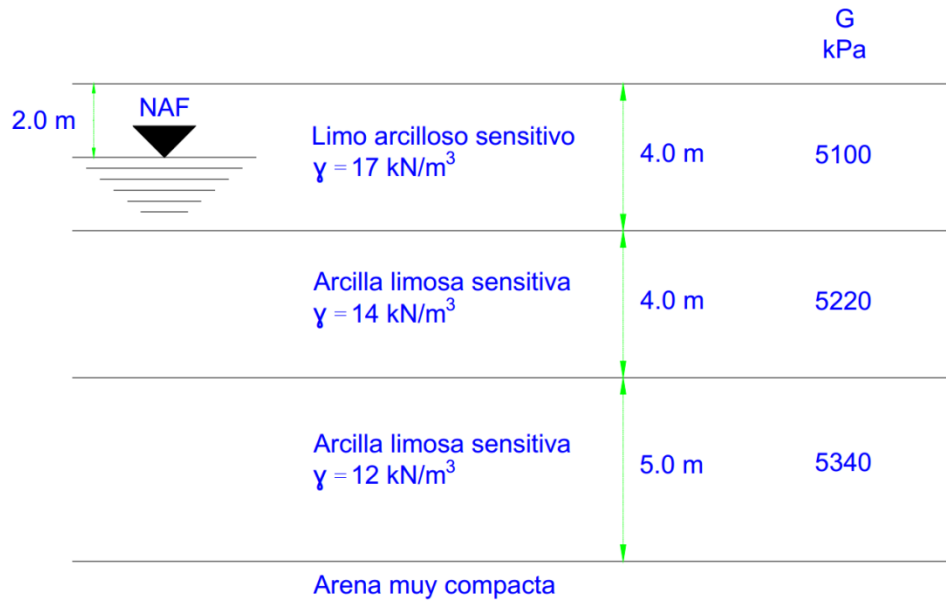 G
kPa
2.0 m
NAF
Limo arcilloso sensitivo
γ = 17 kN/m³
4.0 m
5100
Arcilla limosa sensitiva
γ = 14 kN/m³
4.0 m
5220
Arcilla limosa sensitiva
γ = 12 kN/m³
5.0 m
5340
Arena muy compacta